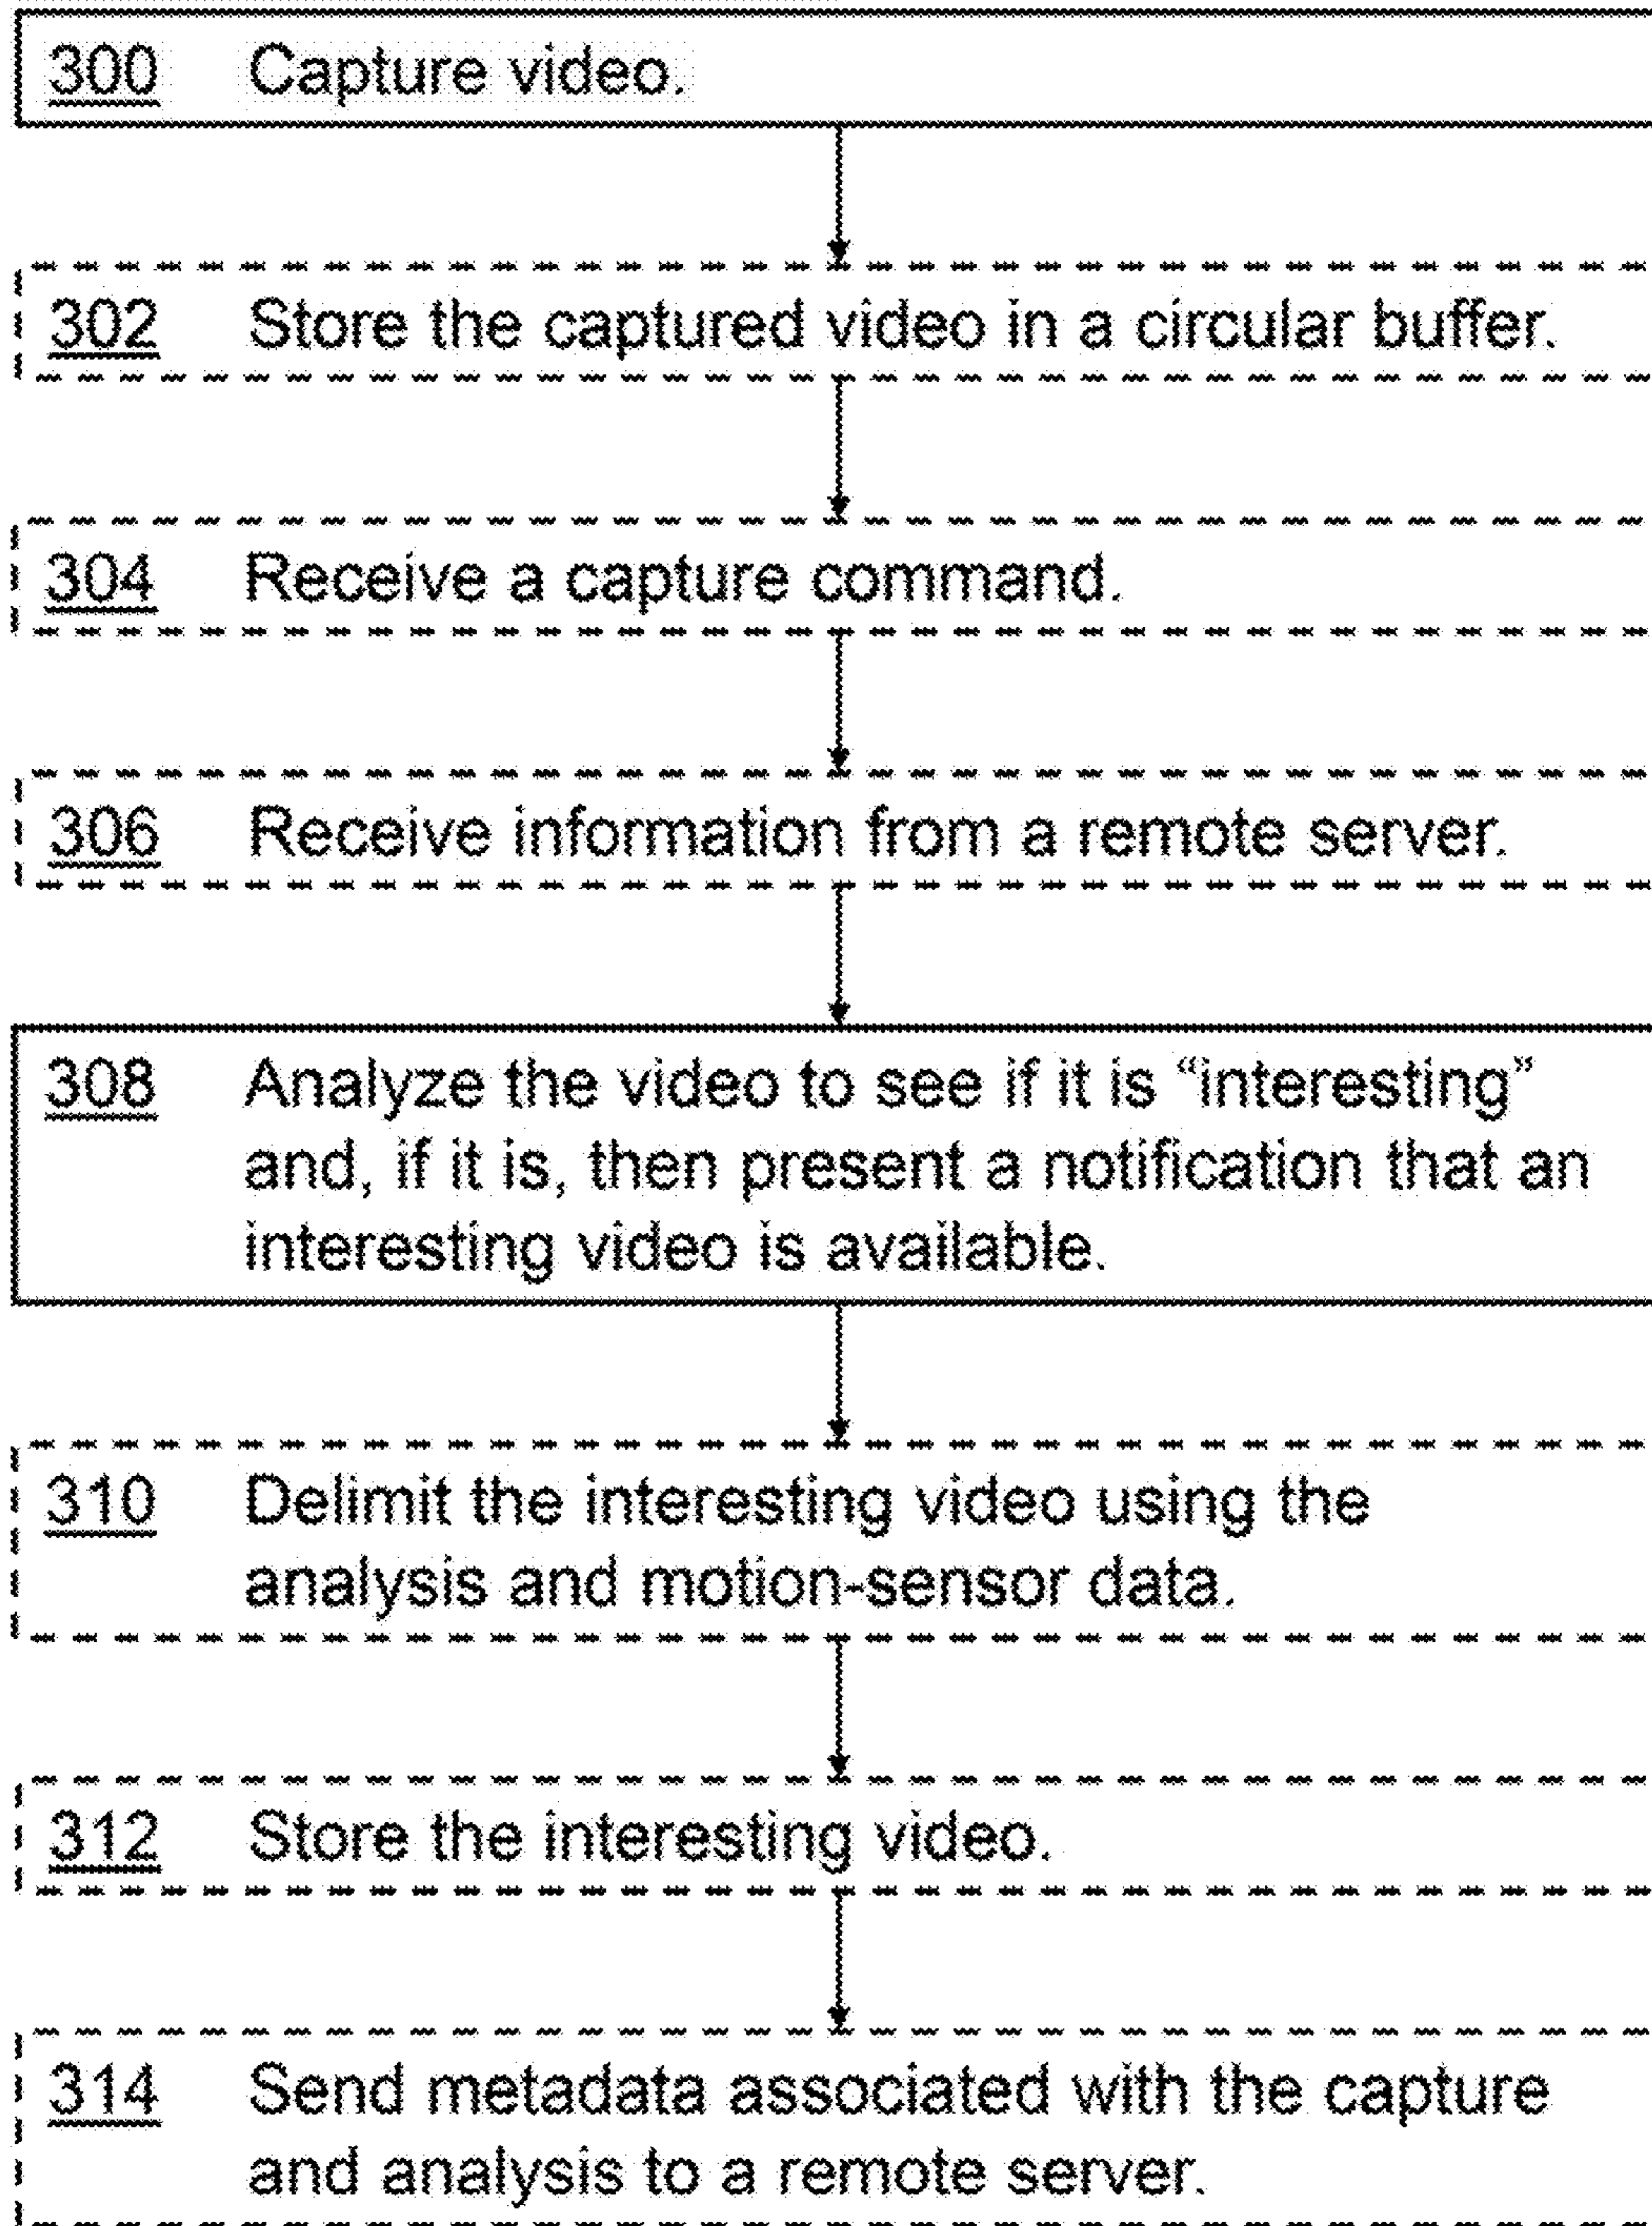 300 Capture video.
302 Store the captured video in a circular buffer.
304 Receive a capture command.
306 Receive information from a remote server.
308 Analyze the video to see if it is “interesting”
and, if it is, then present a notification that an
interesting video is available.
310 Delimit the interesting video using the
analysis and motion-sensor data.
312 Store the interesting video.
314 Send metadata associated with the capture
and analysis to a remote server.